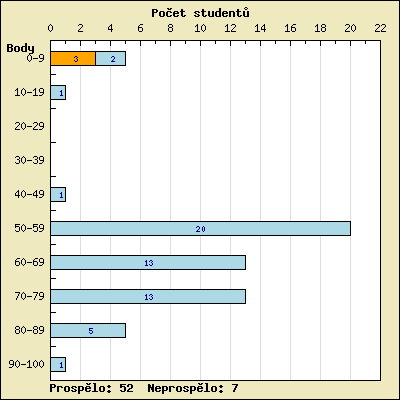 Počet studentů
0 2 4 6 8 10 12 14 16 18 20 22
Body
0-9 3 2
10-19 1
20-29
30-39
40-49 1
50-59 20
60-69 13
70-79 13
80-89 5
90-100 1
Prospělo: 52 Neprospělo: 7